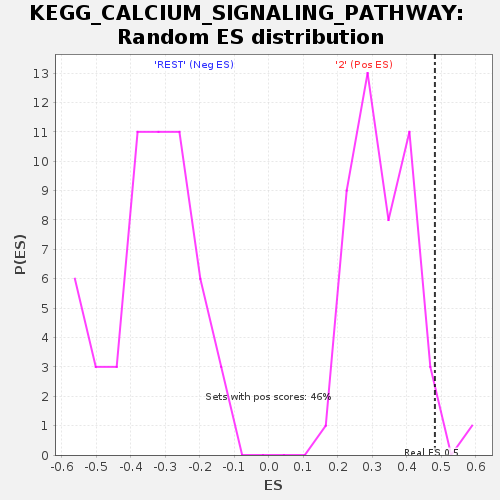 KEGG_CALCIUM_SIGNALING_PATHWAY:
Random ES distribution
'REST' (Neg ES)
'2' (Pos ES)
13
12
11
10
9
8
7
6
5
4
3
2
1
0
P(ES)
Sets with pos scores: 46%
Real ES 0.5
-0.6 -0.5 -0.4 -0.3 -0.2 -0.1 0.0 0.1 0.2 0.3 0.4 0.5 0.6
ES